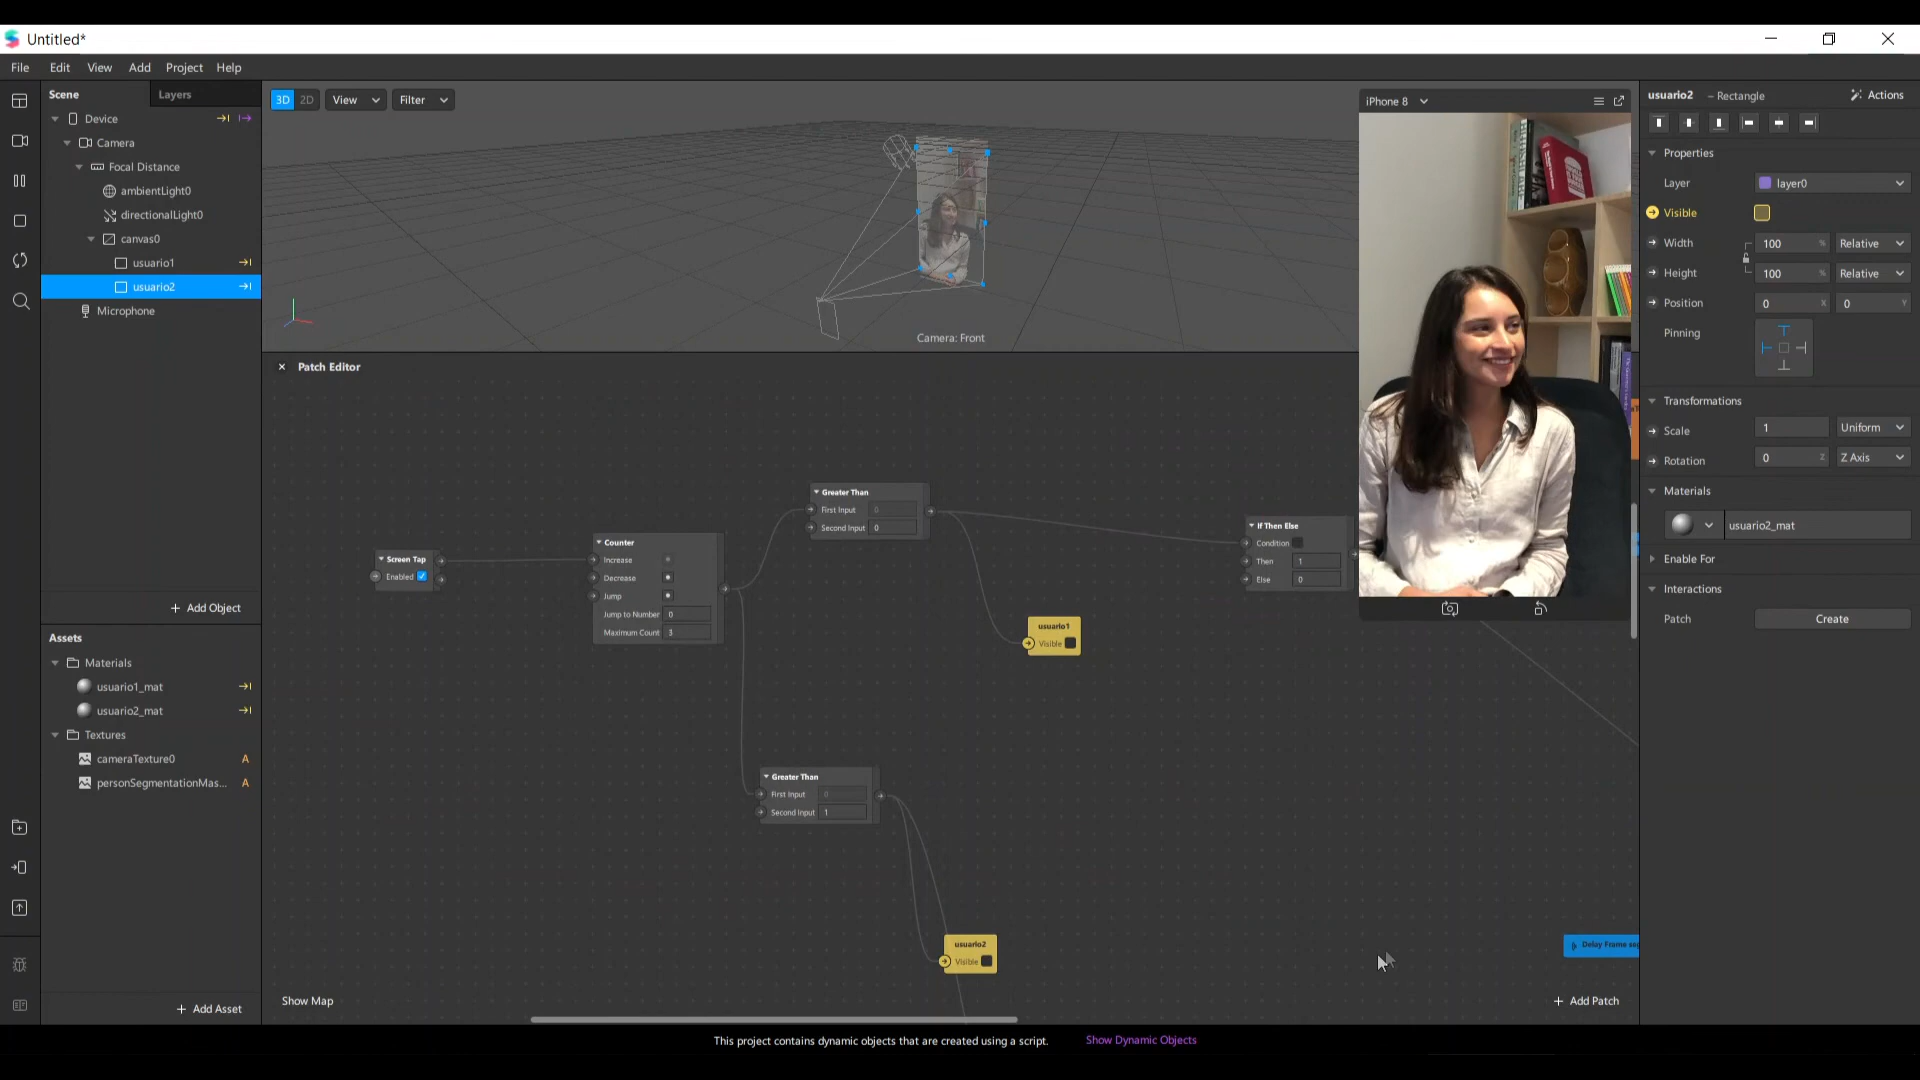 Untitled*
File Edit View Add Project Help
Scene Layers
Device
Camera
Focal Distance
ambientLight0
directionalLight0
canvas0
usuario1
usuario2
Microphone
+ Add Object
Assets
Materials
usuario1_mat
usuario2_mat
Textures
cameraTexture0 A
personSegmentationMas... A
+ Add Asset
3D 2D View Filter
Camera: Front
× Patch Editor
Screen Tap
Enabled
Counter
Increase
Decrease
Jump
Jump to Number 0
Maximum Count 3
Greater Than
First Input 0
Second Input 0
usuario1
Visible
If Then Else
Condition
Then 1
Else 0
Greater Than
First Input 0
Second Input 1
usuario2
Visible
Delay Frame seg
Show Map
+ Add Patch
iPhone 8
usuario2 – Rectangle Actions
Properties
Layer layer0
Visible
Width 100 % Relative
Height 100 % Relative
Position 0 X 0 Y
Pinning
Transformations
Scale 1 Uniform
Rotation 0 Z Z Axis
Materials
usuario2_mat
Enable For
Interactions
Patch Create
This project contains dynamic objects that are created using a script. Show Dynamic Objects